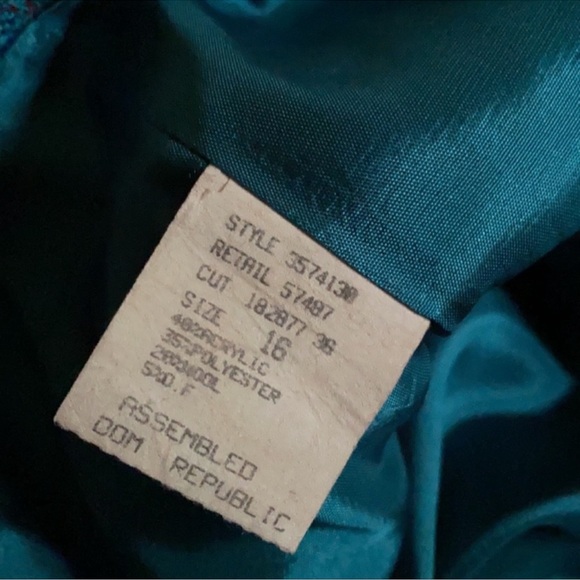 STYLE 3574130
RETAIL 57487
CUT 182877 36
SIZE 16
40%ACRYLIC
35%POLYESTER
20%WOOL
5%O.F
ASSEMBLED
DOM REPUBLIC